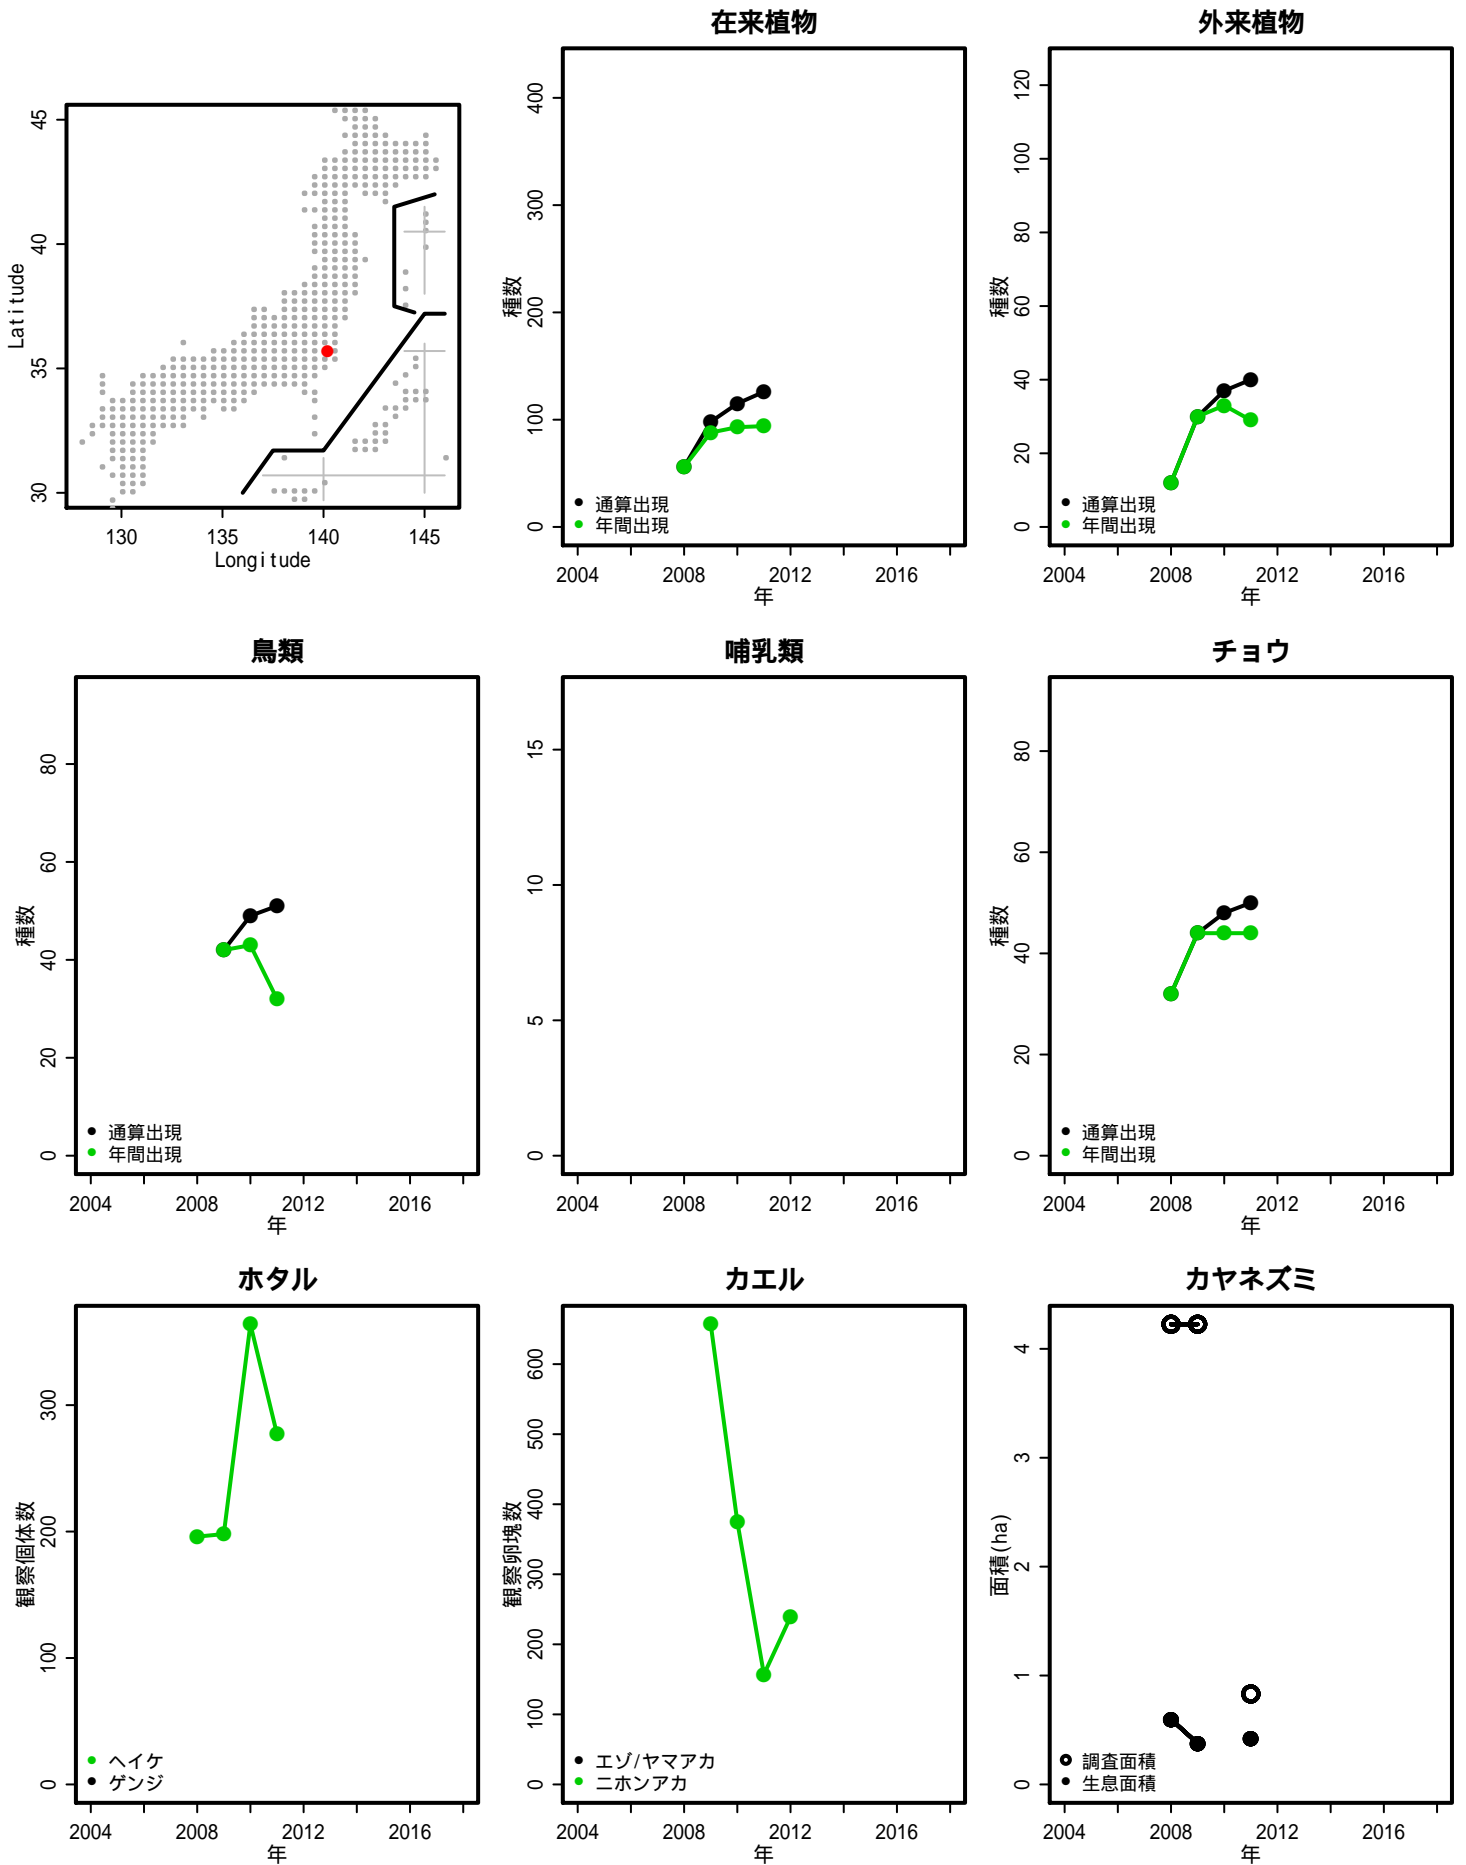 45
40
35
30
Latitude
130
135
140
145
Longitude
在来植物
400
300
200
100
0
種数
通算出現
年間出現
2004
2008
2012
2016
年
外来植物
120
100
80
60
40
20
0
種数
通算出現
年間出現
2004
2008
2012
2016
年
鳥類
80
60
40
20
0
種数
通算出現
年間出現
2004
2008
2012
2016
年
哺乳類
15
10
5
0
2004
2008
2012
2016
年
チョウ
80
60
40
20
0
種数
通算出現
年間出現
2004
2008
2012
2016
年
ホタル
300
200
100
0
観察個体数
ヘイケ
ゲンジ
2004
2008
2012
2016
年
カエル
600
500
400
300
200
100
0
観察卵塊数
エゾ/ヤマアカ
ニホンアカ
2004
2008
2012
2016
年
カヤネズミ
4
3
2
1
0
面積(ha)
調査面積
生息面積
2004
2008
2012
2016
年